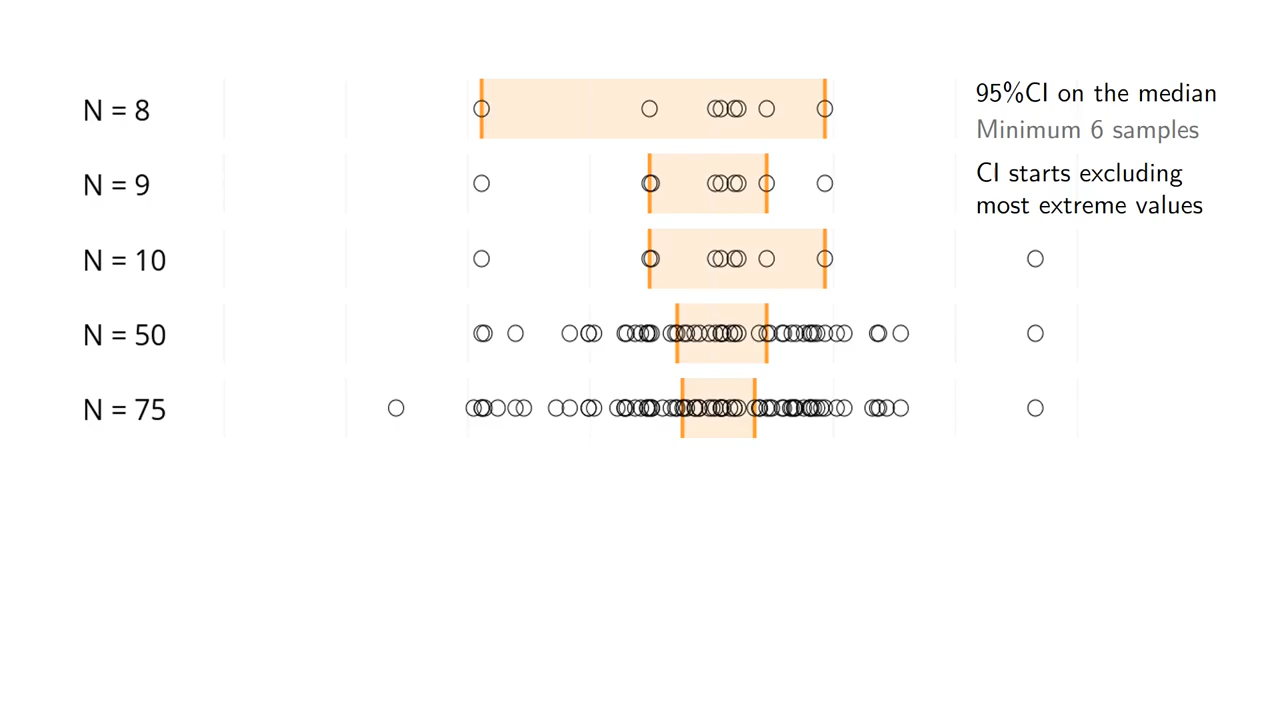 N = 8
95%CI on the median
Minimum 6 samples
N = 9
CI starts excluding
most extreme values
N = 10
N = 50
N = 75